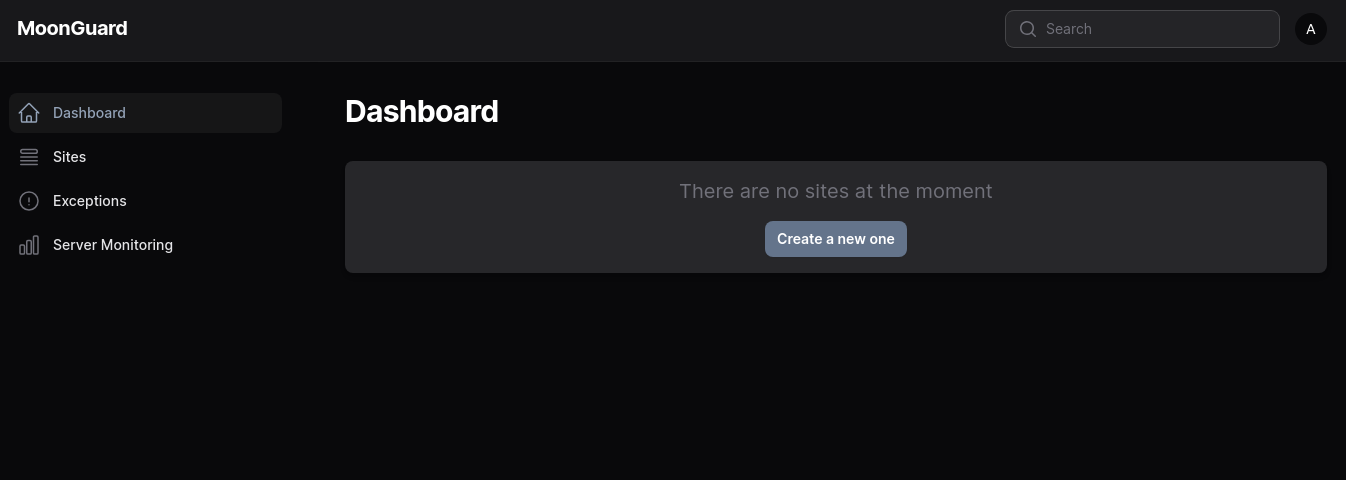 MoonGuard
Search
A
Dashboard
Sites
Exceptions
Server Monitoring
Dashboard
There are no sites at the moment
Create a new one